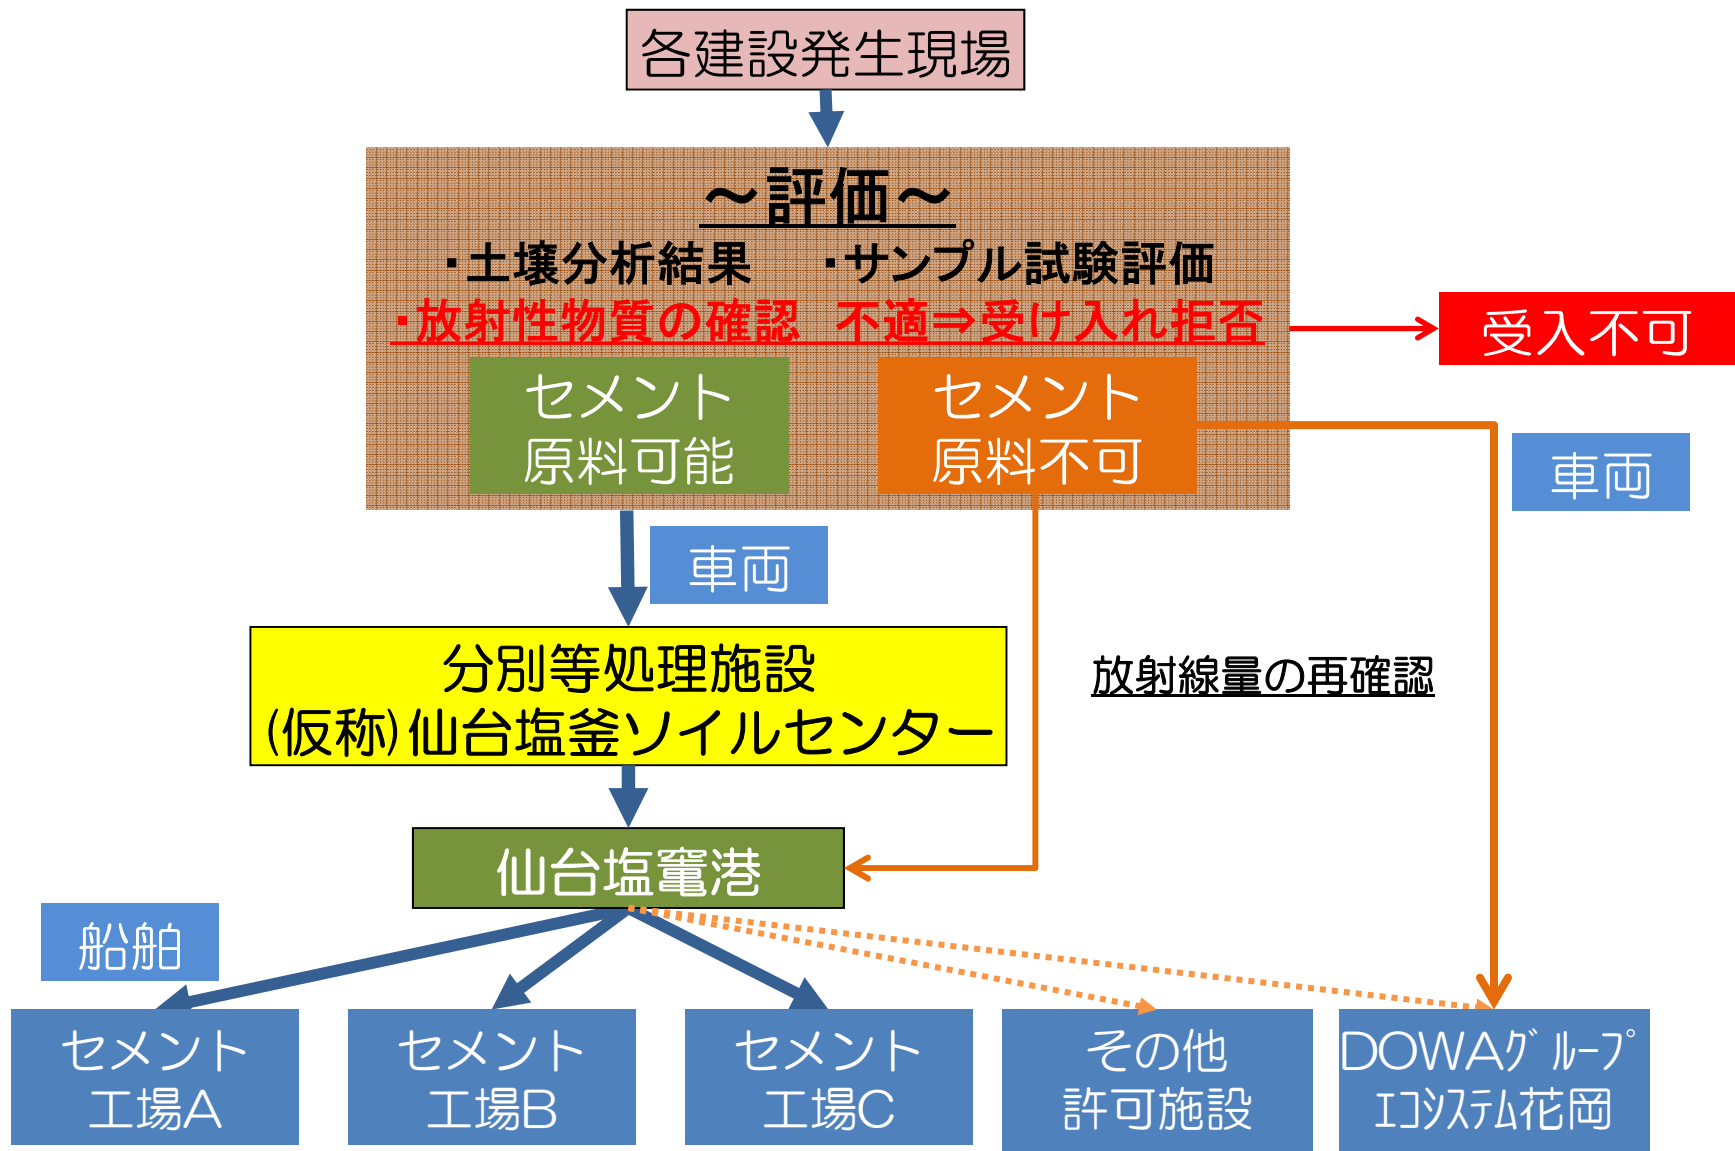 各建設発生現場
～評価～
・土壌分析結果　・サンプル試験評価
・放射性物質の確認　不適⇒受け入れ拒否
受入不可
セメント
原料可能
セメント
原料不可
車両
車両
分別等処理施設
(仮称)仙台塩釜ソイルセンター
放射線量の再確認
仙台塩竈港
船舶
セメント
工場A
セメント
工場B
セメント
工場C
その他
許可施設
DOWAｸﾞﾙｰﾌﾟ
ｴｺｼｽﾃﾑ花岡